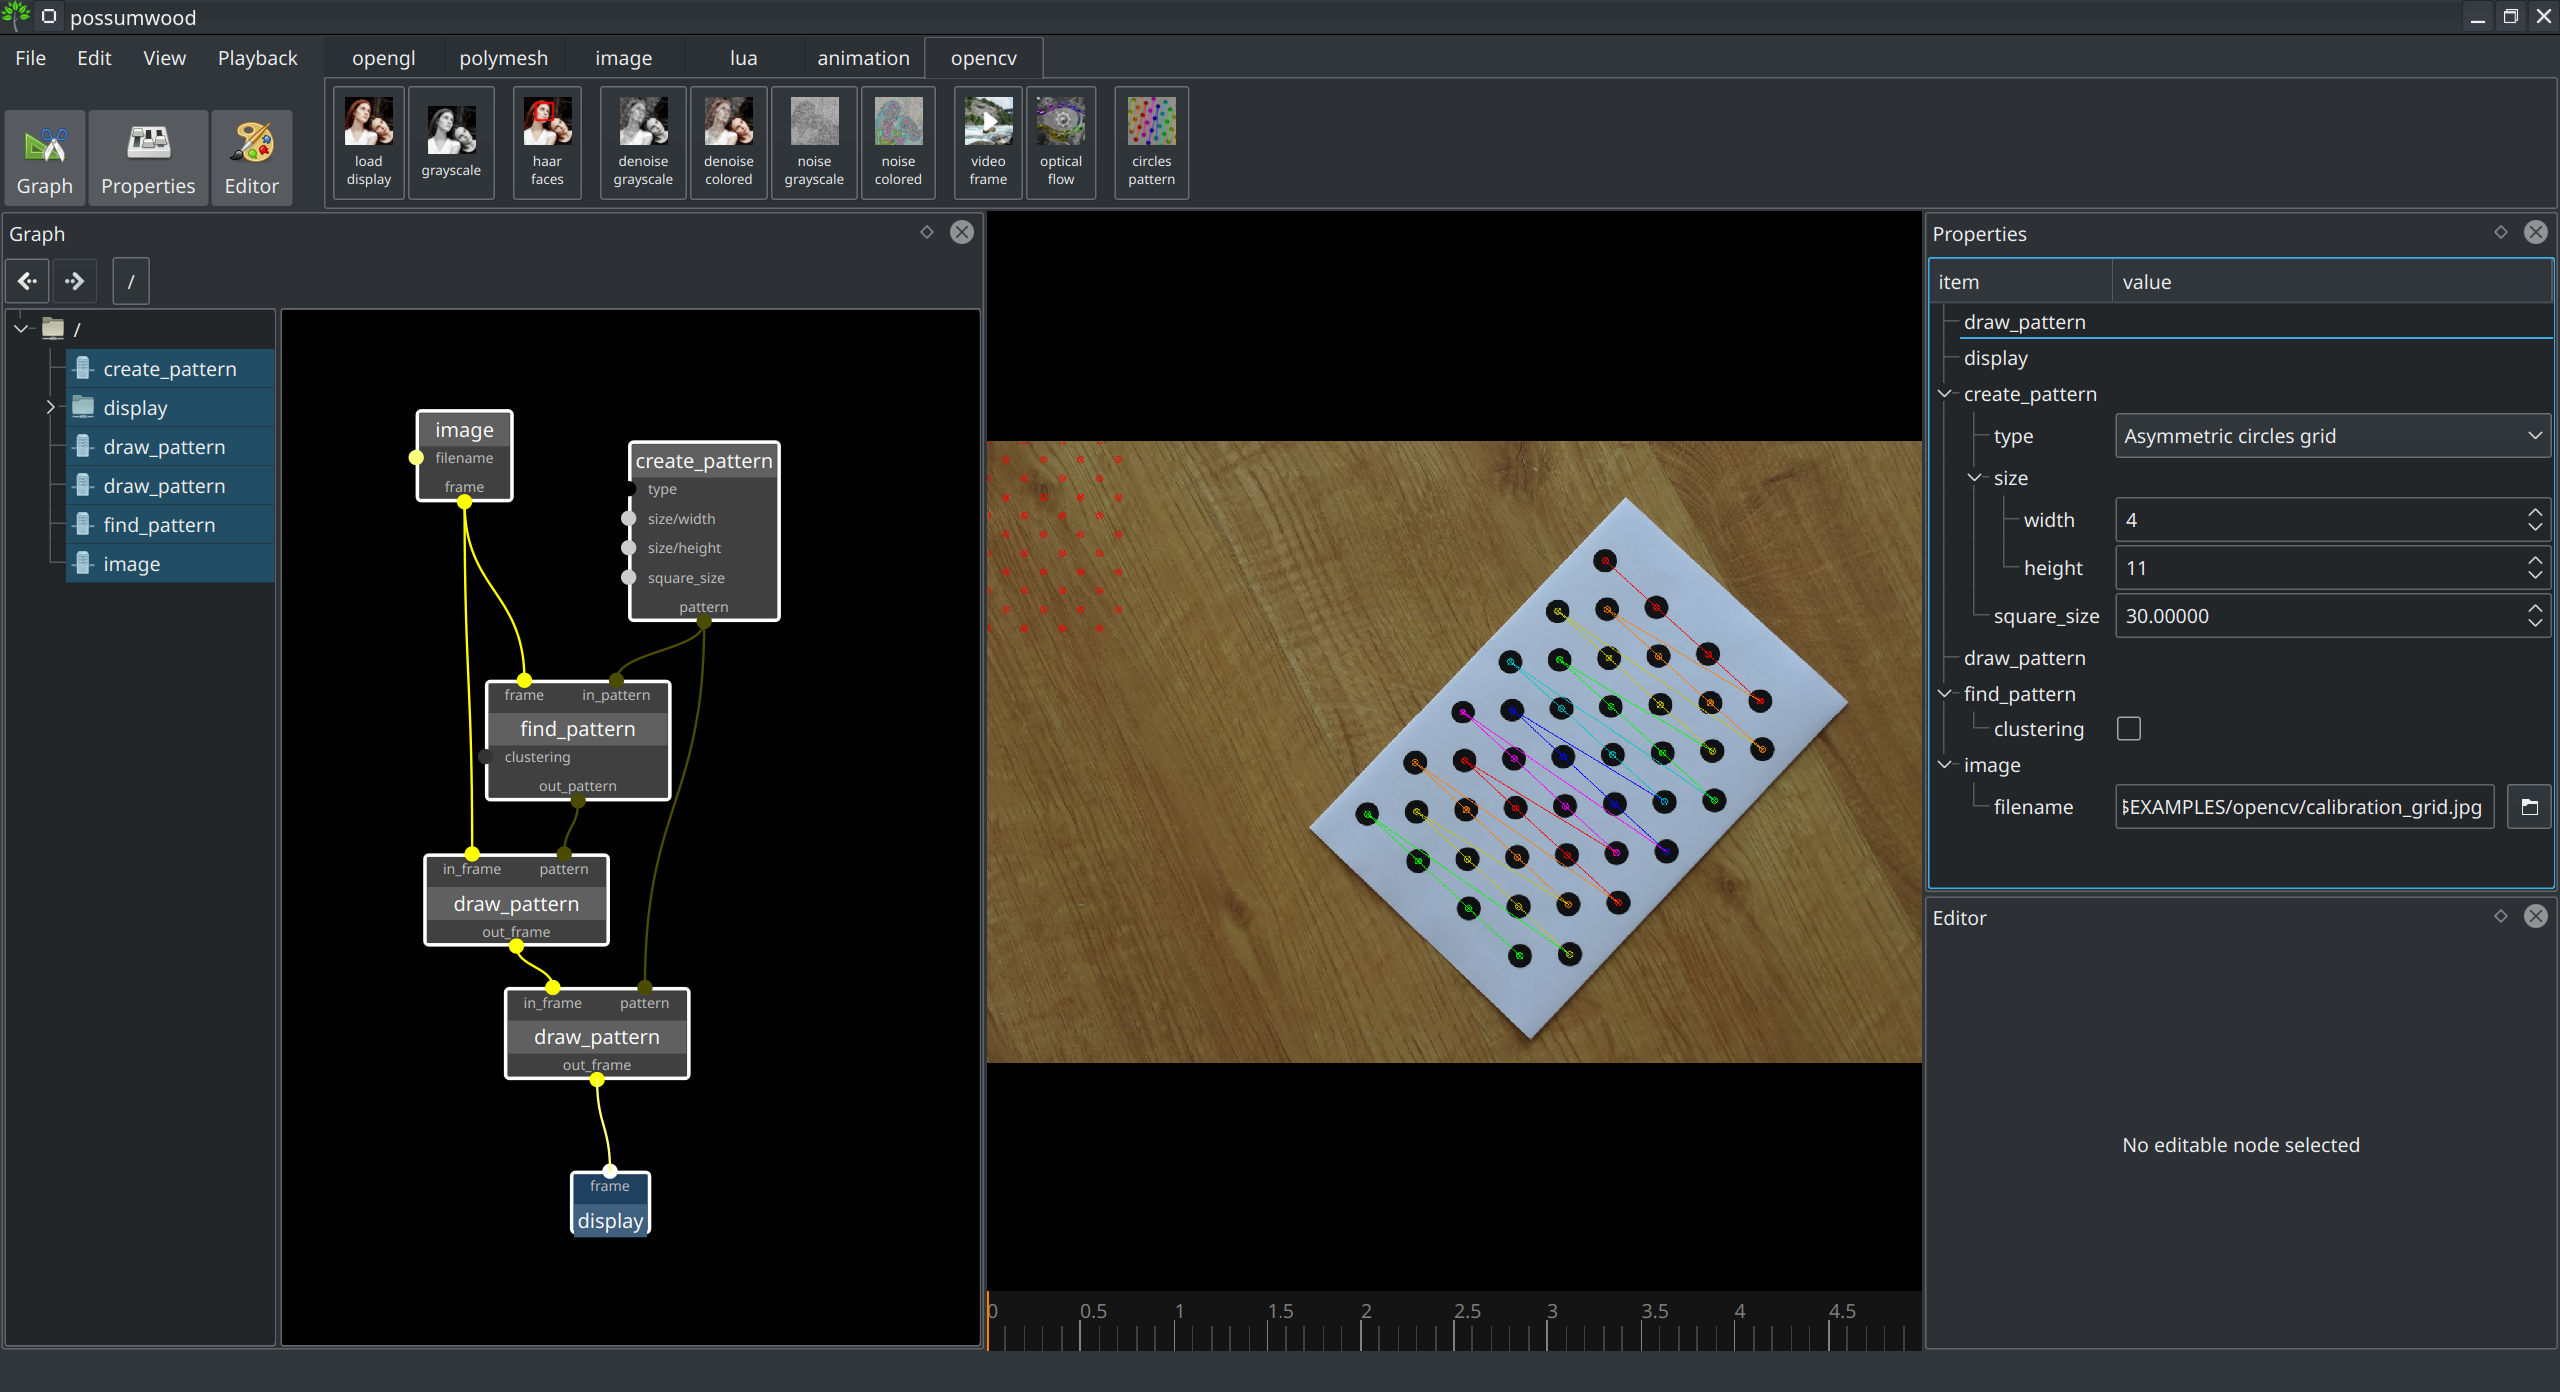 possumwood
File Edit View Playback opengl polymesh image lua animation opencv
Graph Properties Editor
load display
grayscale
haar faces
denoise grayscale
denoise colored
noise grayscale
noise colored
video frame
optical flow
circles pattern
Graph
/
/
create_pattern
display
draw_pattern
draw_pattern
find_pattern
image
image
filename
frame
create_pattern
type
size/width
size/height
square_size
pattern
frame in_pattern
find_pattern
clustering
out_pattern
in_frame pattern
draw_pattern
out_frame
in_frame pattern
draw_pattern
out_frame
frame
display
0 0.5 1 1.5 2 2.5 3 3.5 4 4.5
Properties
item value
draw_pattern
display
create_pattern
type Asymmetric circles grid
size
width 4
height 11
square_size 30.00000
draw_pattern
find_pattern
clustering
image
filename $EXAMPLES/opencv/calibration_grid.jpg
Editor
No editable node selected